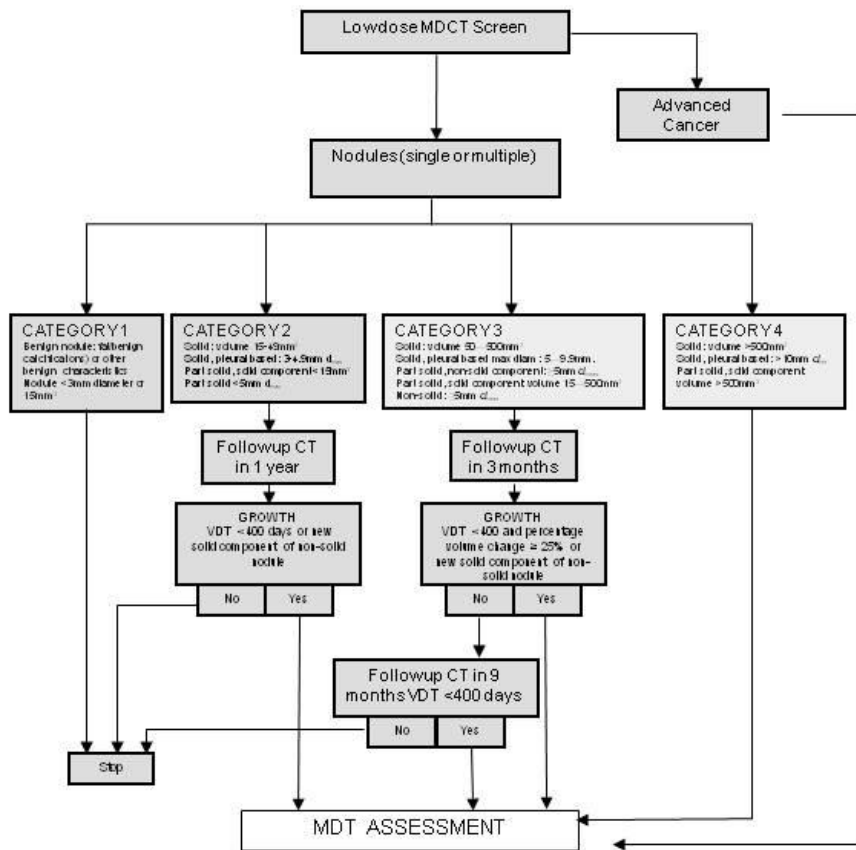 Lowdose MDCT Screen
Advanced
Cancer
Nodules (single or multiple)
CATEGORY1
Benign nodule:
calcifications) or other
benign characteristics
Nodule <3mm diameter or
15mm³
CATEGORY2
Solid: volume 15-49mm³
Solid, pleural based: 3-4.9mm
Part solid, solid component<15mm³
Part solid <5mm
CATEGORY3
Solid: volume 50-500mm³
Solid, pleural based max diam: 5-9.9mm.
Part solid, non-solid component: 5mm
Part solid, solid component volume 15-500mm³
Non-solid: 5mm
CATEGORY4
Solid: volume >500mm³
Solid, pleural based: > 10mm
Part solid, solid component
volume >500mm³
Followup CT
in 1 year
Followup CT
in 3 months
GROWTH
VDT <400 days or new
solid component of non-solid
nodule
No
Yes
GROWTH
VDT <400 and percentage
volume change ≥ 25% or
new solid component of non-
solid nodule
No
Yes
Followup CT in 9
months VDT <400 days
No
Yes
Stop
MDT ASSESSMENT